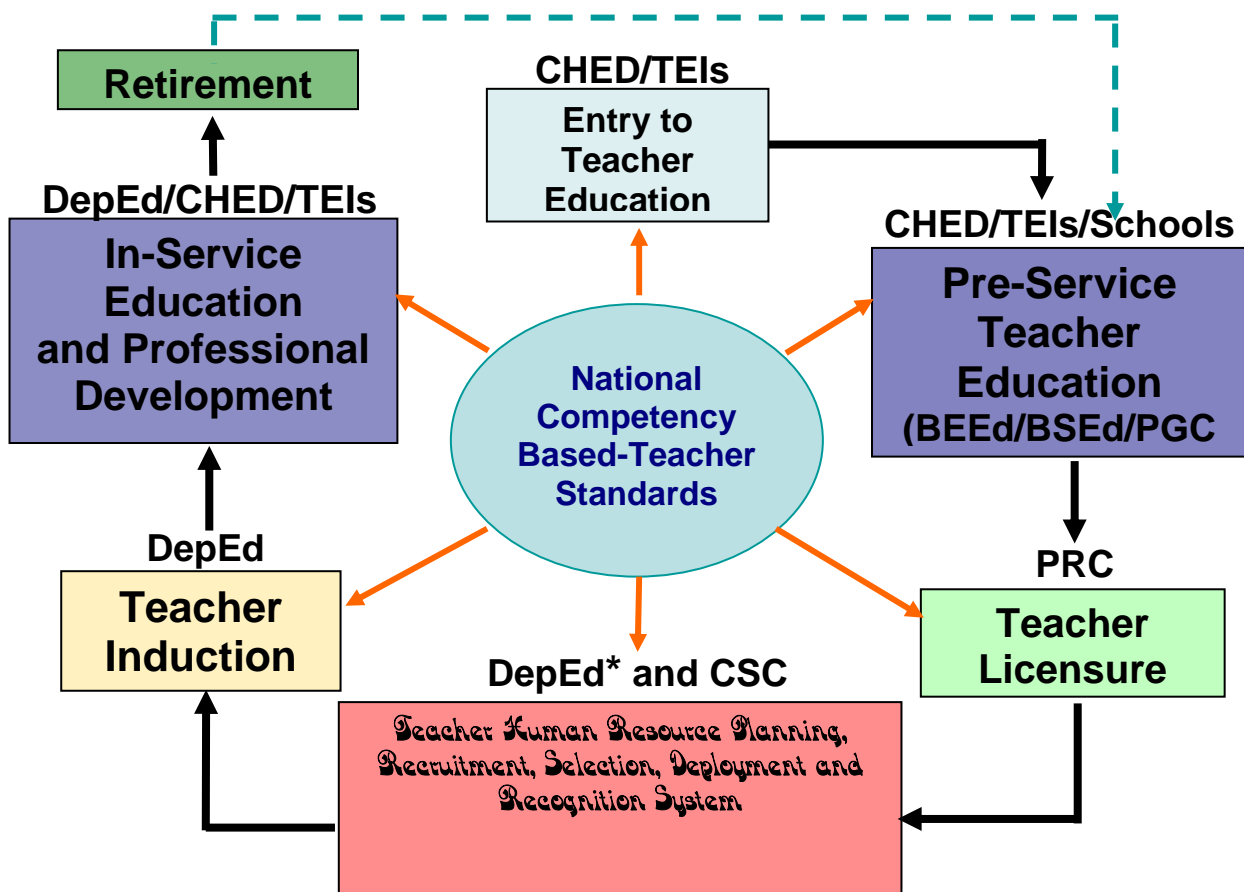 Retirement
CHED/TEIs
Entry to
Teacher
Education
DepEd/CHED/TEIs
In-Service
Education
and Professional
Development
CHED/TEIs/Schools
Pre-Service
Teacher
Education
(BEEd/BSEd/PGC
National
Competency
Based-Teacher
Standards
DepEd
Teacher
Induction
PRC
Teacher
Licensure
DepEd* and CSC
Teacher Human Resource Planning,
Recruitment, Selection, Deployment and
Recognition System